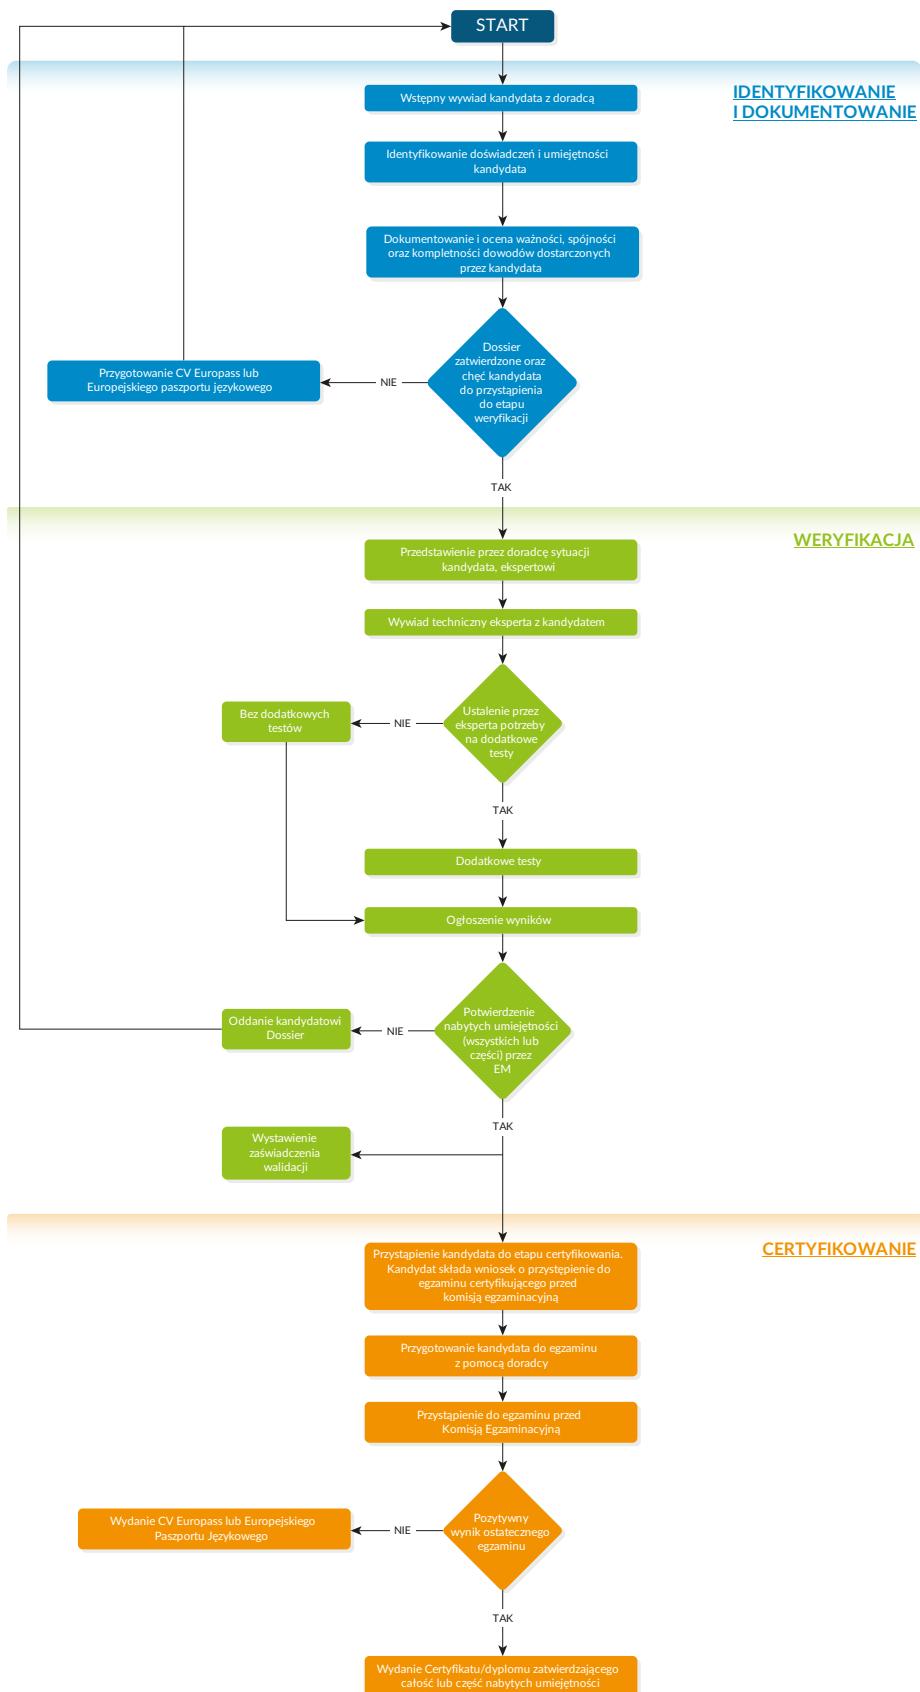 START
IDENTYFIKOWANIE
I DOKUMENTOWANIE
Wstępny wywiad kandydata z doradcą
Identyfikowanie doświadczeń i umiejętności
kandydata
Dokumentowanie i ocena ważności, spójności
oraz kompletności dowodów dostarczonych
przez kandydata
Dossier
zatwierdzone oraz
chęć kandydata
do przystąpienia
do etapu
weryfikacji
NIE
Przygotowanie CV Europass lub
Europejskiego paszportu językowego
TAK
WERYFIKACJA
Przedstawienie przez doradcę sytuacji
kandydata, ekspertowi
Wywiad techniczny eksperta z kandydatem
Ustalenie przez
eksperta potrzeby
na dodatkowe
testy
NIE
Bez dodatkowych
testów
TAK
Dodatkowe testy
Ogłoszenie wyników
Potwierdzenie
nabytych umiejętności
(wszystkich lub
części) przez
EM
NIE
Oddanie kandydatowi
Dossier
TAK
Wystawienie
zaświadczenia
walidacji
CERTYFIKOWANIE
Przystąpienie kandydata do etapu certyfikowania.
Kandydat składa wniosek o przystępienie do
egzaminu certyfikującego przed
komisją egzaminacyjną
Przygotowanie kandydata do egzaminu
z pomocą doradcy
Przystąpienie do egzaminu przed
Komisją Egzaminacyjną
Pozytywny
wynik ostatecznego
egzaminu
NIE
Wydanie CV Europass lub Europejskiego
Paszportu Językowego
TAK
Wydanie Certyfikatu/dyplomu zatwierdzającego
całość lub część nabytych umiejętności